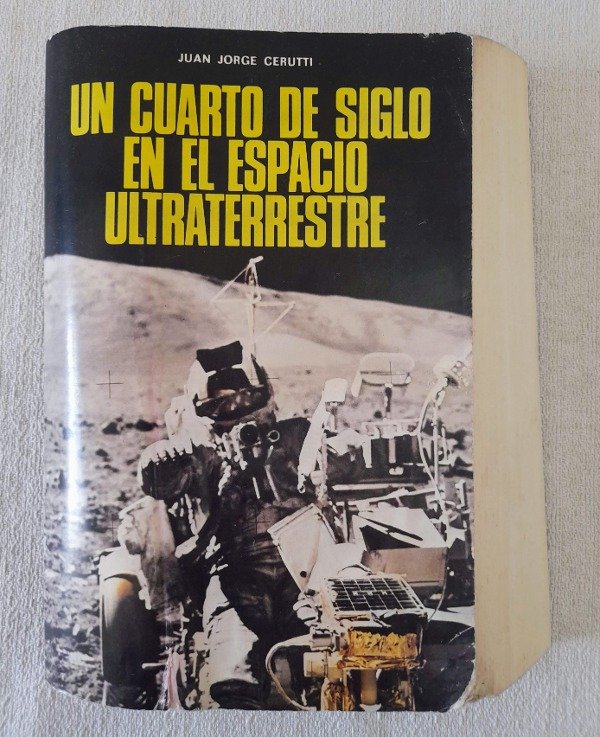 JUAN JORGE CERUTTI
UN CUARTO DE SIGLO
EN EL ESPACIO
ULTRATERRESTRE